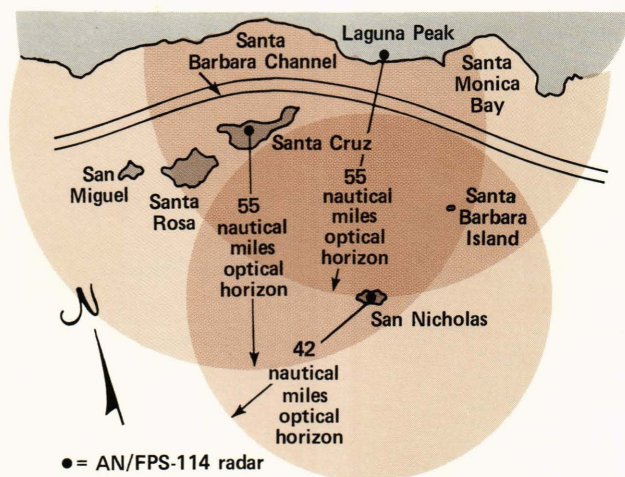 Santa
Barbara Channel
Laguna Peak
Santa
Monica
Bay
Santa Cruz
San
Miguel
Santa
Rosa
55
nautical
miles
optical
horizon
55
nautical
miles
optical
horizon
Santa
Barbara
Island
San Nicholas
42
nautical
miles
optical
horizon
N
●= AN/FPS-114 radar